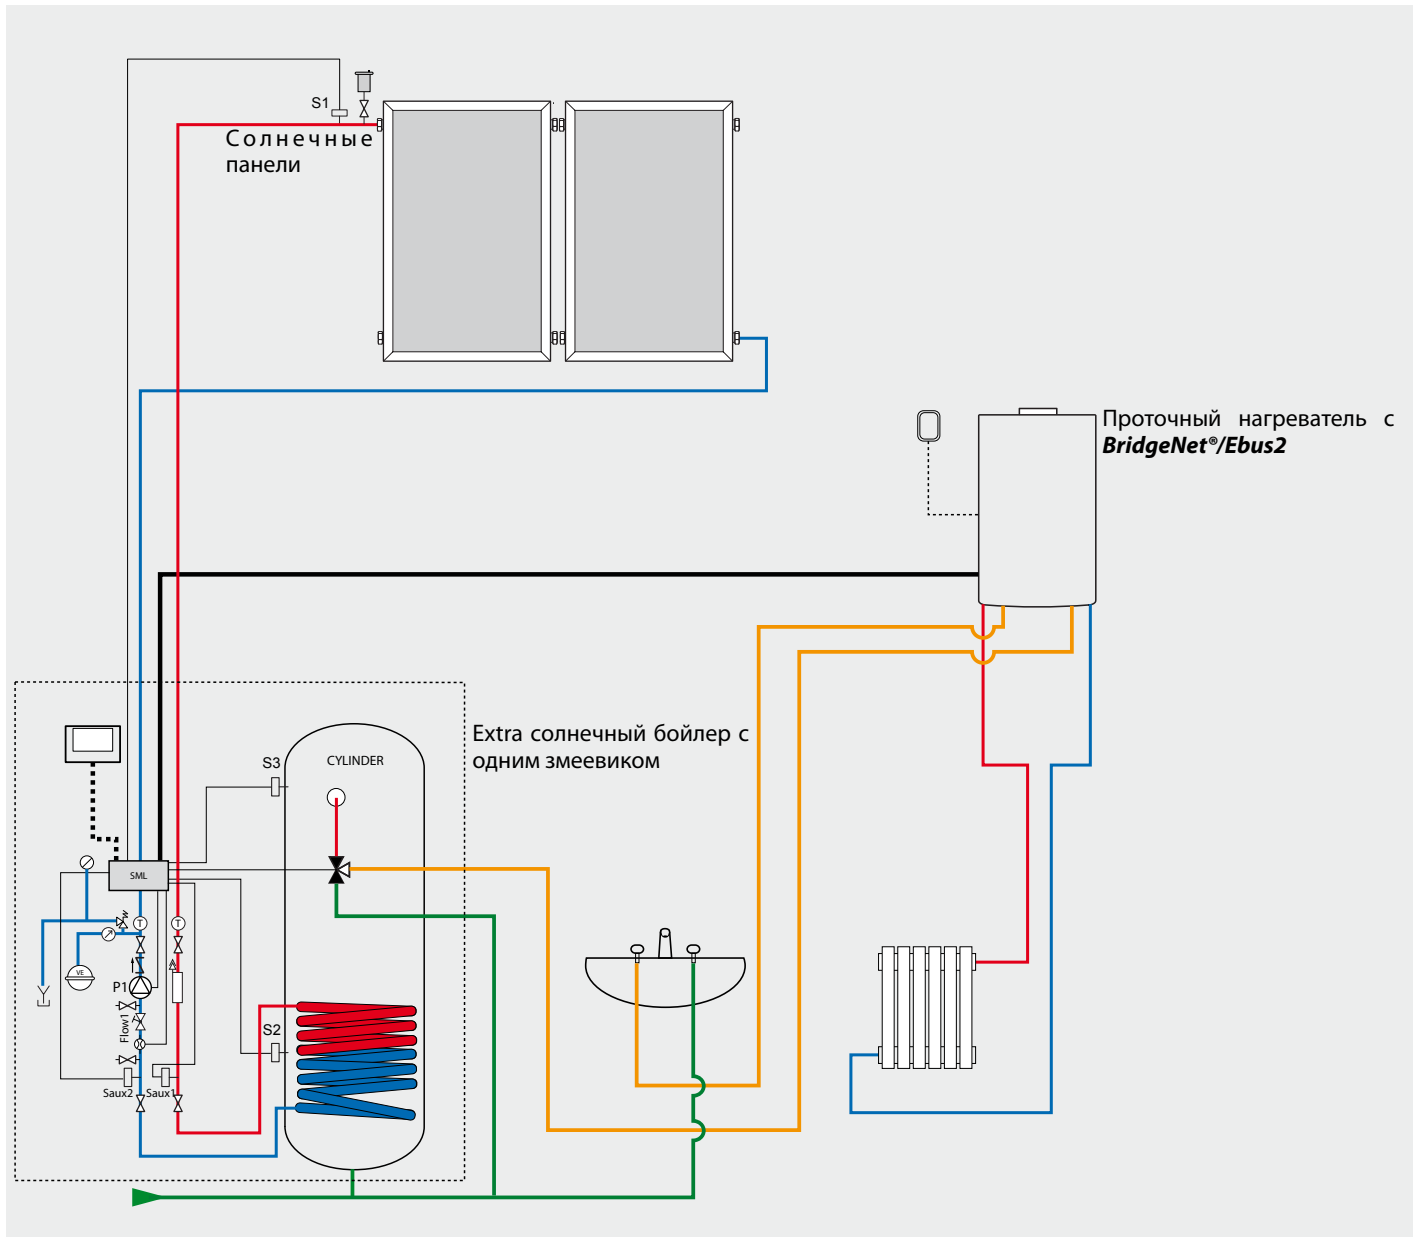 S1
Солнечные
панели
Проточный нагреватель с
BridgeNet®/Ebus2
Extra солнечный бойлер с
одним змеевиком
S3
CYLINDER
SML
T
T
VE
P1
Flow1
S2
Saux2
Saux1